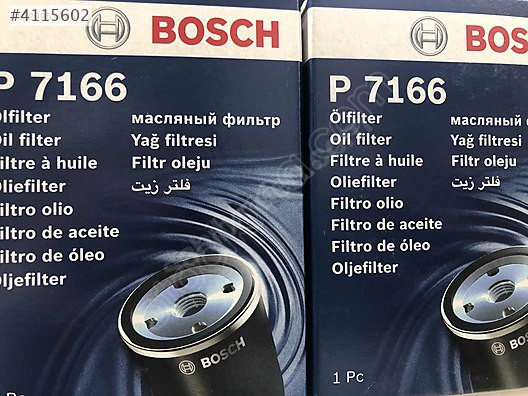 #4115602
BOSCH
P 7166
Ölfilter
Oil filter
Filtre à huile
Oliefilter
Filtro olio
Filtro de aceite
Filtro de óleo
Oljefilter
масляный фильтр
Yağ filtresi
Filtr oleju
فلتر زيت
BOSCH
BOSCH
P 7166
Ölfilter
Oil filter
Filtre à huile
Oliefilter
Filtro olio
Filtro de aceite
Filtro de óleo
Oljefilter
масляный
Yağ filtresi
Filtr oleju
فلتر زيت
BOSCH
1 Pc